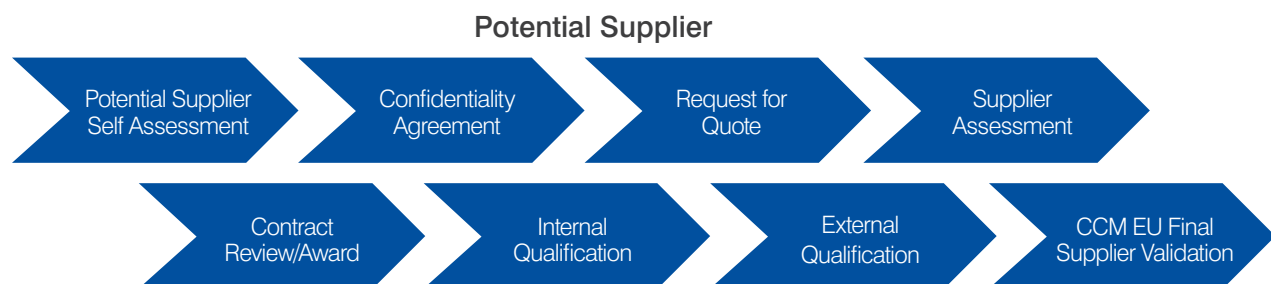 Potential Supplier
Potential Supplier
Self Assessment
Confidentiality
Agreement
Request for
Quote
Supplier
Assessment
Contract
Review/Award
Internal
Qualification
External
Qualification
CCM EU Final
Supplier Validation